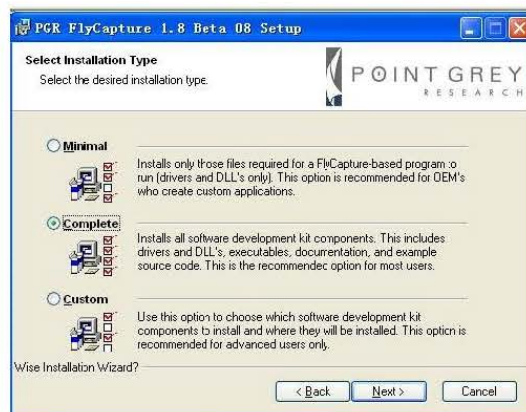 PGR FlyCapture 1.8 Beta 08 Setup
Select Installation Type
Select the desired installation type.
POINT GREY
RESEARCH
Minimal
Installs only those files required for a FlyCapture-based program to
run (drivers and DLL's only). This option is recommended for OEM's
who create custom applications.
Complete
Installs all software development kit components. This includes
drivers and DLL's, executables, documentation, and example
source code. This is the recommended option for most users.
Custom
Use this option to choose which software development kit
components to install and where they will be installed. This option is
recommended for advanced users only.
Wise Installation Wizard?
< Back
Next >
Cancel